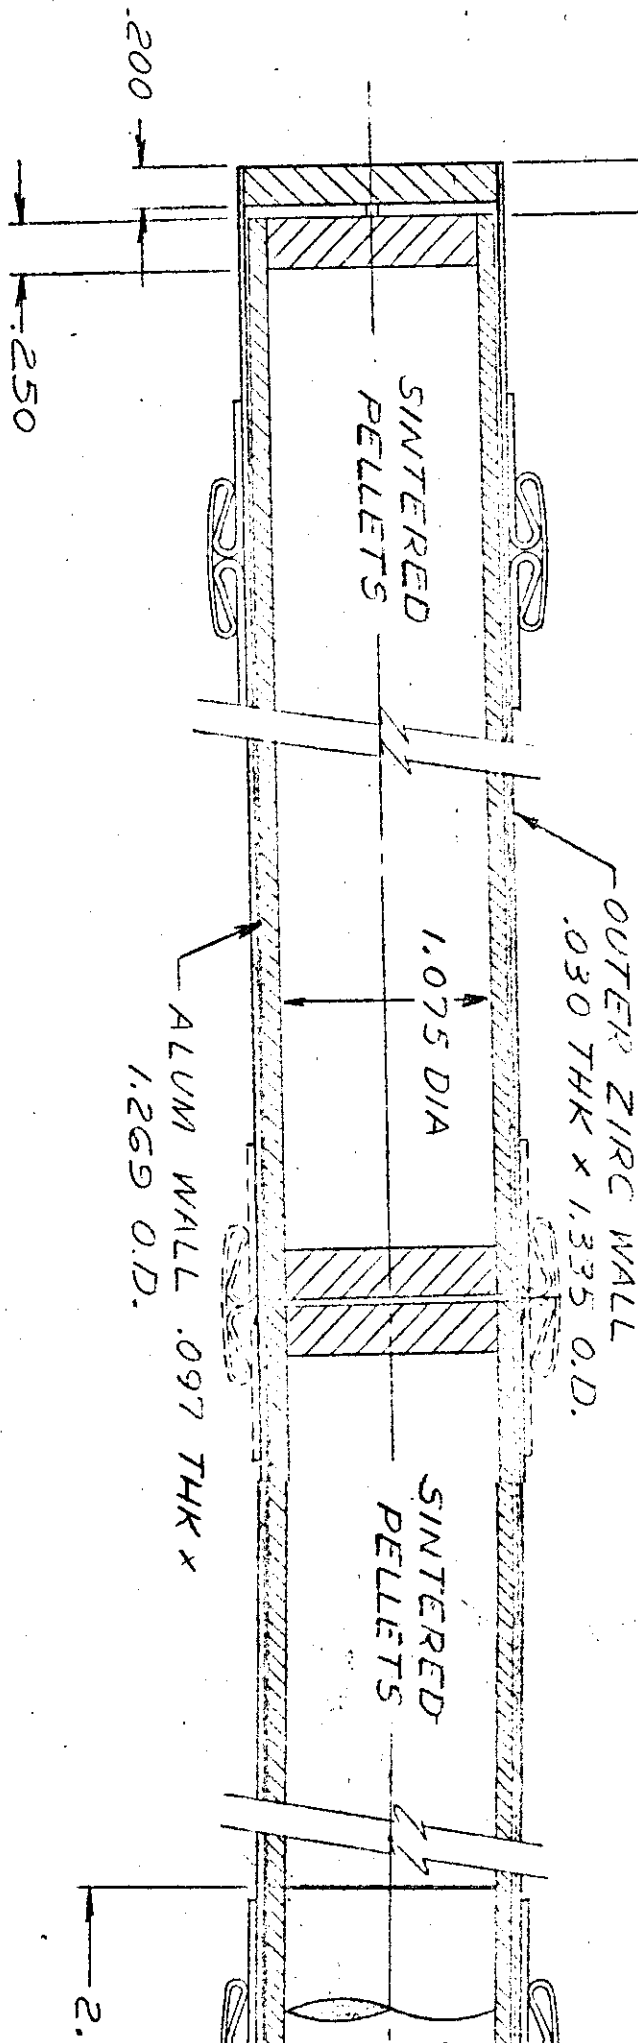 .200
.250
SINTERED
PELLETS
OUTER ZIRC WALL
.030 THK x 1.335 O.D.
1.075 DIA
ALUM WALL .097 THK x
1.269 O.D.
SINTERED
PELLETS
2.